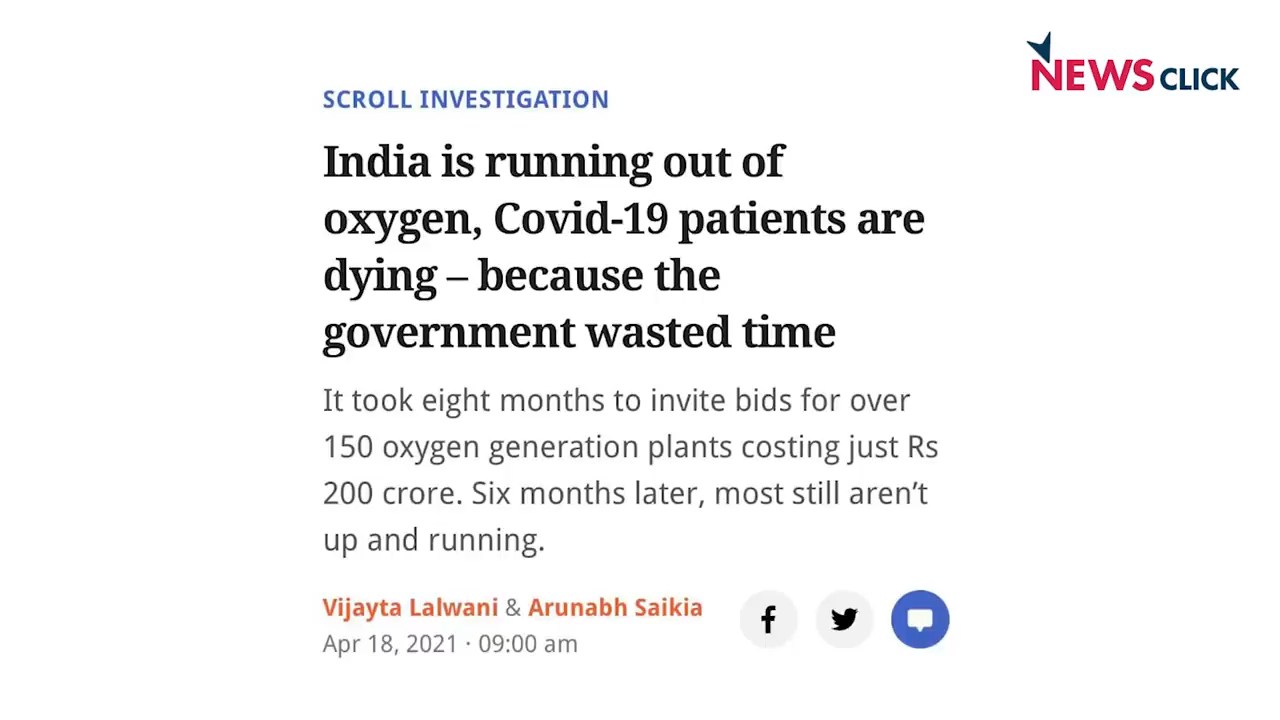 NEWSCLICK
SCROLL INVESTIGATION
India is running out of
oxygen, Covid-19 patients are
dying – because the
government wasted time
It took eight months to invite bids for over
150 oxygen generation plants costing just Rs
200 crore. Six months later, most still aren’t
up and running.
Vijayta Lalwani & Arunabh Saikia
Apr 18, 2021 · 09:00 am